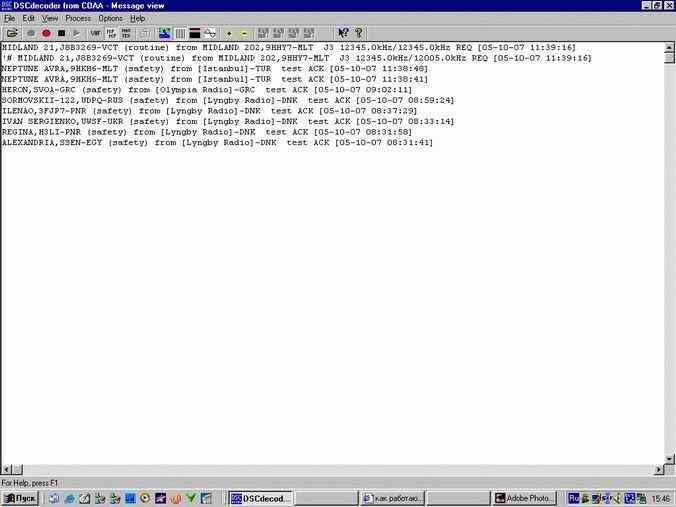 DSCdecoder from COAA - Message view
File Edit View Process Options Help
MIDLAND 21,J8B3269-VCT (routine) from MIDLAND 202,9HHY7-MLT J3 12345.0kHz/12345.0kHz REQ [05-10-07 11:39:16]
!# MIDLAND 21,J8B3269-VCT (routine) from MIDLAND 202,9HHY7-MLT J3 12345.0kHz/12005.0kHz REQ [05-10-07 11:39:16]
NEPTUNE AVRA,9HKH6-MLT (safety) from [Istanbul]-TUR test ACK [05-10-07 11:38:48]
NEPTUNE AVRA,9HKH6-MLT (safety) from [Istanbul]-TUR test ACK [05-10-07 11:38:41]
HERON,SVOA-GRC (safety) from [Olympia Radio]-GRC test ACK [05-10-07 09:02:11]
SORMOVSKII-122,UDPQ-RUS (safety) from [Lyngby Radio]-DNK test ACK [05-10-07 08:59:24]
ILENAO,3FJP7-PNR (safety) from [Lyngby Radio]-DNK test ACK [05-10-07 08:37:29]
IVAN SERGIENKO,UWSF-UKR (safety) from [Lyngby Radio]-DNK test ACK [05-10-07 08:33:14]
REGINA,H3LI-PNR (safety) from [Lyngby Radio]-DNK test ACK [05-10-07 08:31:58]
ALEXANDRIA,SSEN-EGY (safety) from [Lyngby Radio]-DNK test ACK [05-10-07 08:31:41]
For Help, press F1
Пуск DSCdecod... как работаю... Adobe Photo... Ru 15:46